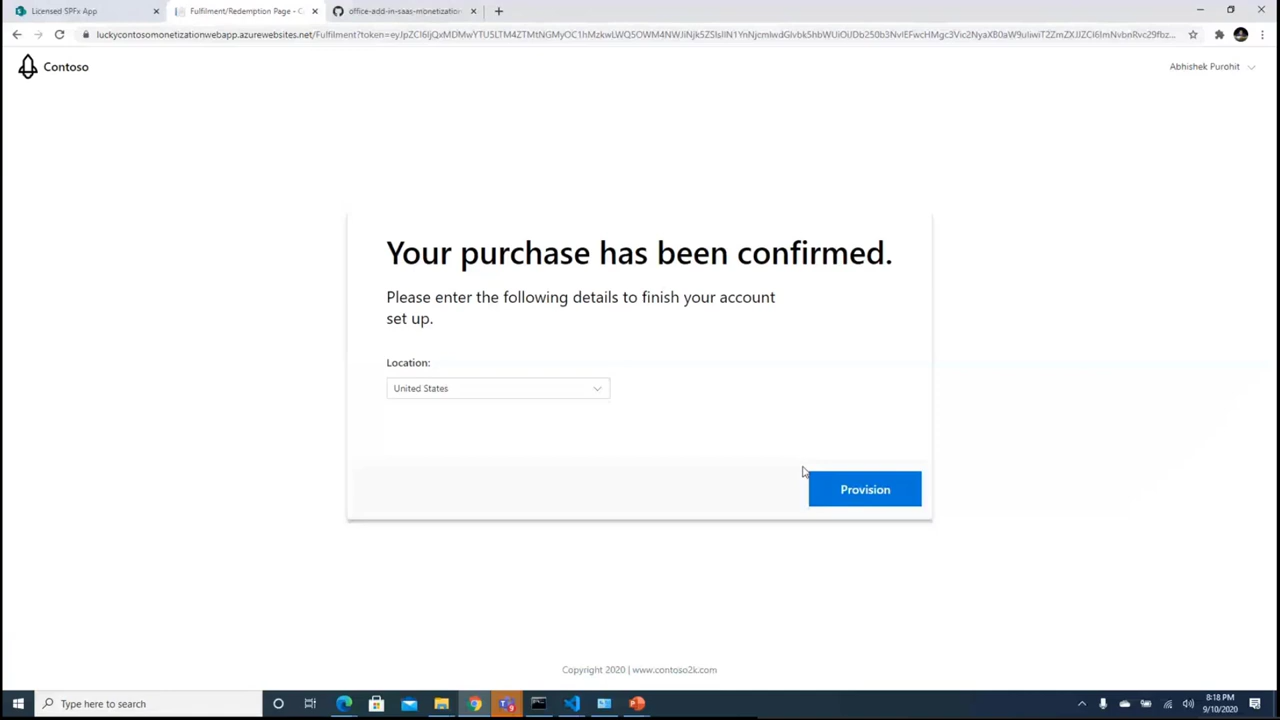 Licensed SPFx App
Fulfilment/Redemption Page - C
office-add-in-saas-monetization
Contoso
Abhishek Purohit
Your purchase has been confirmed.
Please enter the following details to finish your account
set up.
Location:
United States
Provision
Copyright 2020 | www.contoso2k.com
Type here to search
8:18 PM
9/10/2020